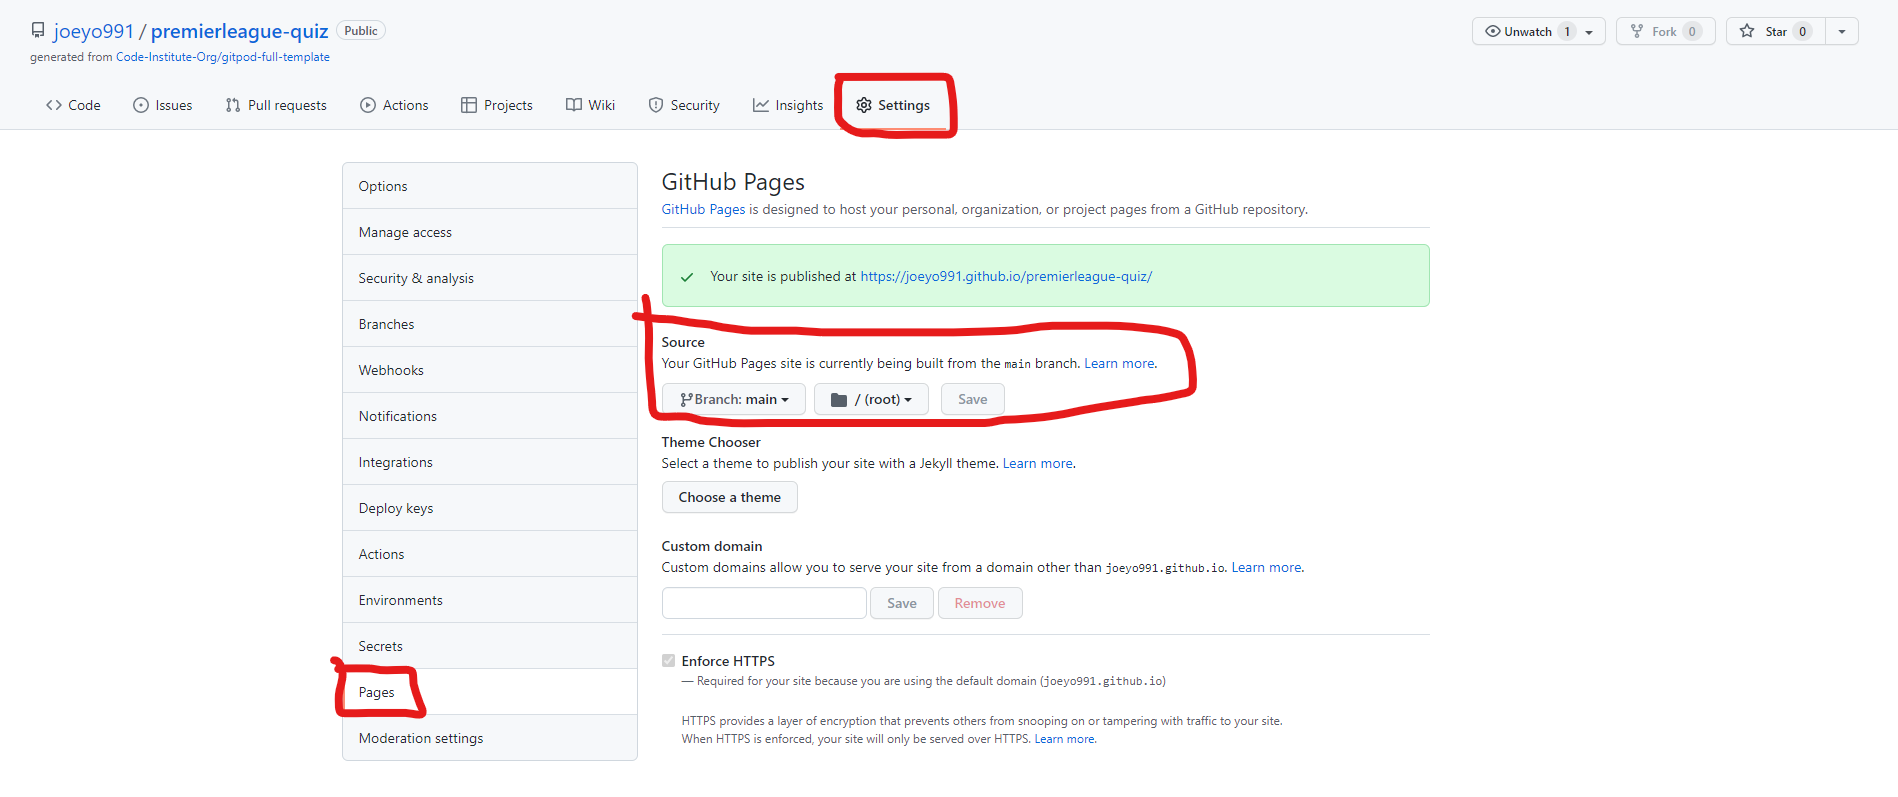 joeyo991 / premierleague-quiz Public
Unwatch 1 Fork 0 Star 0
generated from Code-Institute-Org/gitpod-full-template
Code Issues Pull requests Actions Projects Wiki Security Insights Settings
Options
Manage access
Security & analysis
Branches
Webhooks
Notifications
Integrations
Deploy keys
Actions
Environments
Secrets
Pages
Moderation settings
GitHub Pages
GitHub Pages is designed to host your personal, organization, or project pages from a GitHub repository.
Your site is published at https://joeyo991.github.io/premierleague-quiz/
Source
Your GitHub Pages site is currently being built from the main branch. Learn more.
Branch: main / (root) Save
Theme Chooser
Select a theme to publish your site with a Jekyll theme. Learn more.
Choose a theme
Custom domain
Custom domains allow you to serve your site from a domain other than joeyo991.github.io. Learn more.
Save Remove
Enforce HTTPS
— Required for your site because you are using the default domain (joeyo991.github.io)
HTTPS provides a layer of encryption that prevents others from snooping on or tampering with traffic to your site.
When HTTPS is enforced, your site will only be served over HTTPS. Learn more.